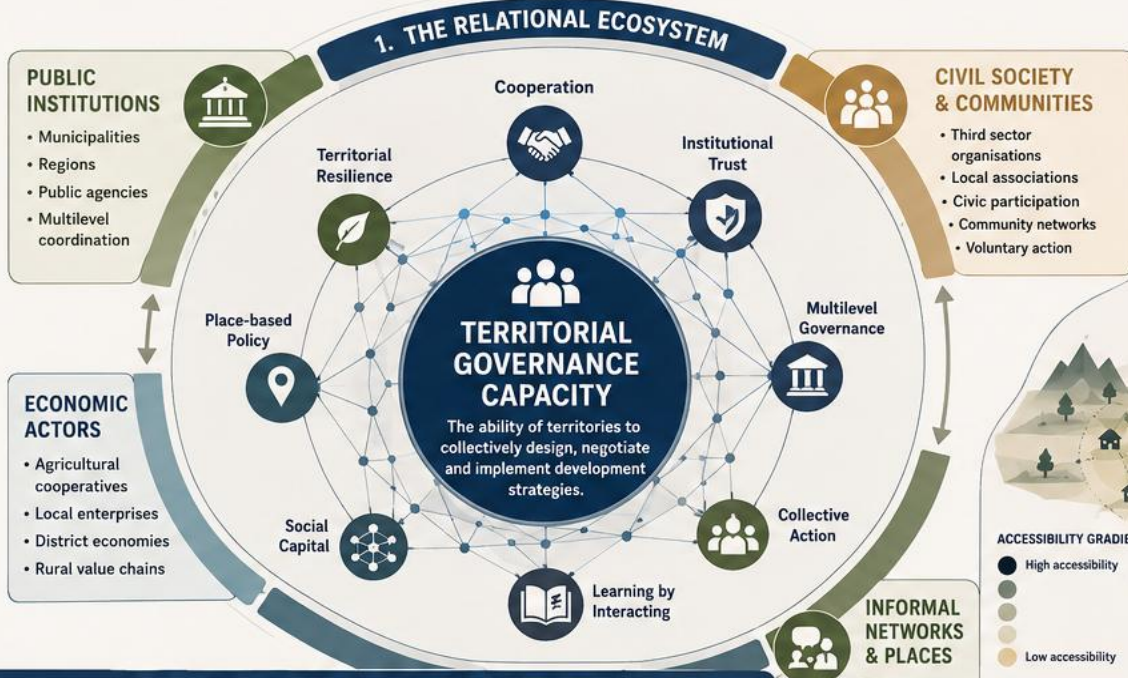 1. THE RELATIONAL ECOSYSTEM
PUBLIC
INSTITUTIONS
• Municipalities
• Regions
• Public agencies
• Multilevel
coordination
CIVIL SOCIETY
& COMMUNITIES
• Third sector
organisations
• Local associations
• Civic participation
• Community networks
• Voluntary action
Cooperation
Institutional
Trust
Territorial
Resilience
Multilevel
Governance
Place-based
Policy
TERRITORIAL
GOVERNANCE
CAPACITY
The ability of territories to
collectively design, negotiate
and implement development
strategies.
ECONOMIC
ACTORS
• Agricultural
cooperatives
• Local enterprises
• District economies
• Rural value chains
Social
Capital
Collective
Action
Learning by
Interacting
INFORMAL
NETWORKS
& PLACES
ACCESSIBILITY GRADIE
High accessibility
Low accessibility